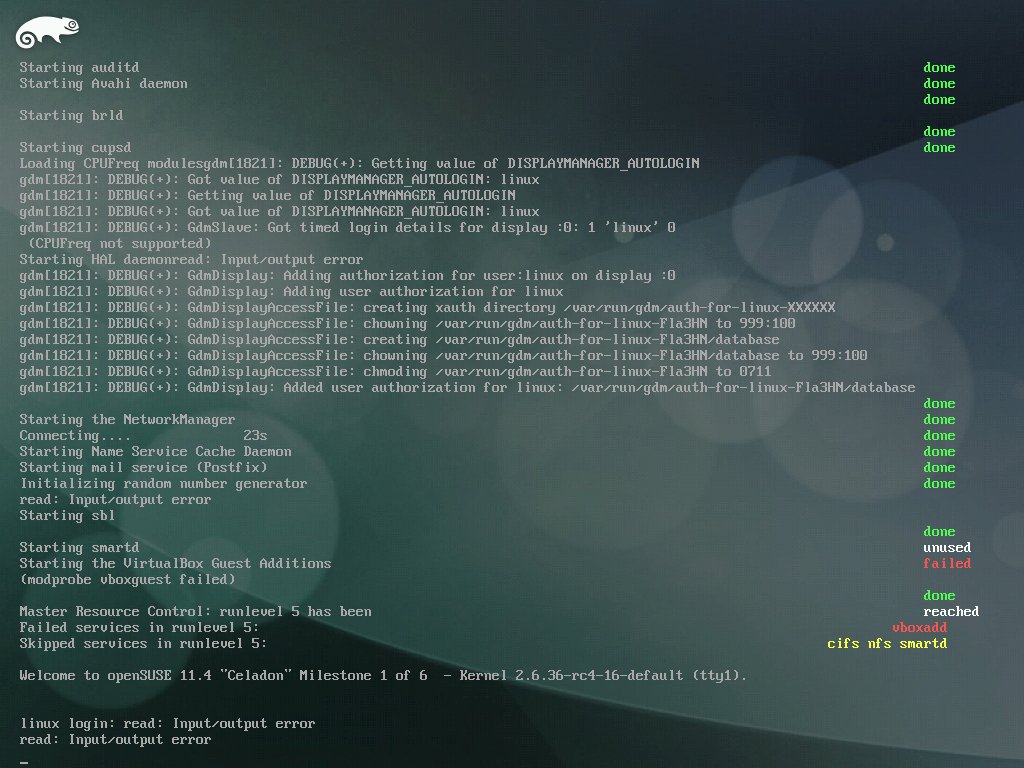 Starting auditd done
Starting Avahi daemon done
done
Starting brld
done
Starting cupsd done
Loading CPUFreq modulesgdm[1821]: DEBUG(+): Getting value of DISPLAYMANAGER_AUTOLOGIN
gdm[1821]: DEBUG(+): Got value of DISPLAYMANAGER_AUTOLOGIN: linux
gdm[1821]: DEBUG(+): Getting value of DISPLAYMANAGER_AUTOLOGIN
gdm[1821]: DEBUG(+): Got value of DISPLAYMANAGER_AUTOLOGIN: linux
gdm[1821]: DEBUG(+): GdmSlave: Got timed login details for display :0: 1 'linux' 0
(CPUFreq not supported)
Starting HAL daemonread: Input/output error
gdm[1821]: DEBUG(+): GdmDisplay: Adding authorization for user:linux on display :0
gdm[1821]: DEBUG(+): GdmDisplay: Adding user authorization for linux
gdm[1821]: DEBUG(+): GdmDisplayAccessFile: creating xauth directory /var/run/gdm/auth-for-linux-XXXXXX
gdm[1821]: DEBUG(+): GdmDisplayAccessFile: chowning /var/run/gdm/auth-for-linux-Fla3HN to 999:100
gdm[1821]: DEBUG(+): GdmDisplayAccessFile: creating /var/run/gdm/auth-for-linux-Fla3HN/database
gdm[1821]: DEBUG(+): GdmDisplayAccessFile: chowning /var/run/gdm/auth-for-linux-Fla3HN/database to 999:100
gdm[1821]: DEBUG(+): GdmDisplayAccessFile: chmoding /var/run/gdm/auth-for-linux-Fla3HN to 0711
gdm[1821]: DEBUG(+): GdmDisplay: Added user authorization for linux: /var/run/gdm/auth-for-linux-Fla3HN/database
done
Starting the NetworkManager done
Connecting.... 23s done
Starting Name Service Cache Daemon done
Starting mail service (Postfix) done
Initializing random number generator done
read: Input/output error
Starting sbl
done
Starting smartd unused
Starting the VirtualBox Guest Additions failed
(modprobe vboxguest failed)
done
Master Resource Control: runlevel 5 has been reached
Failed services in runlevel 5: vboxadd
Skipped services in runlevel 5: cifs nfs smartd
Welcome to openSUSE 11.4 "Celadon" Milestone 1 of 6 - Kernel 2.6.36-rc4-16-default (tty1).
linux login: read: Input/output error
read: Input/output error
_